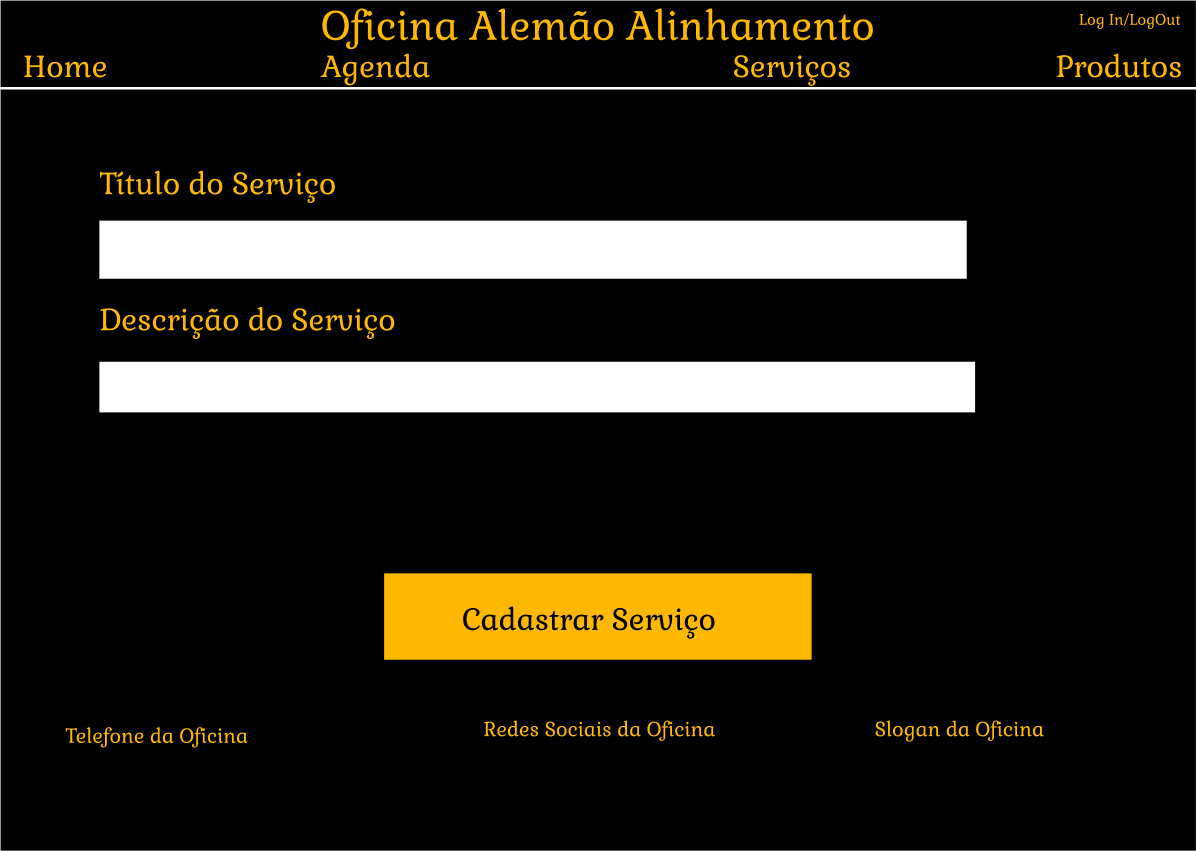 Oficina Alemão Alinhamento
Log In/LogOut
Home Agenda Serviços Produtos
Título do Serviço
Descrição do Serviço
Cadastrar Serviço
Telefone da Oficina Redes Sociais da Oficina Slogan da Oficina